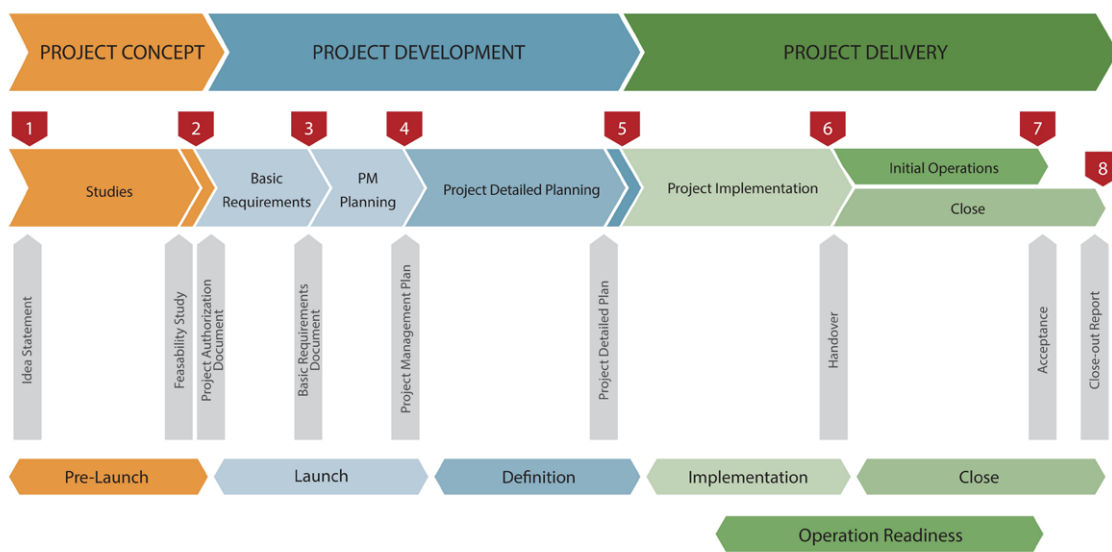 PROJECT CONCEPT
PROJECT DEVELOPMENT
PROJECT DELIVERY
1
2
3
4
5
6
7
8
Studies
Basic
Requirements
PM
Planning
Project Detailed Planning
Project Implementation
Initial Operations
Close
Idea Statement
Feasability Study
Project Authorization
Document
Basic Requirements
Document
Project Management Plan
Project Detailed Plan
Handover
Acceptance
Close-out Report
Pre-Launch
Launch
Definition
Implementation
Close
Operation Readiness